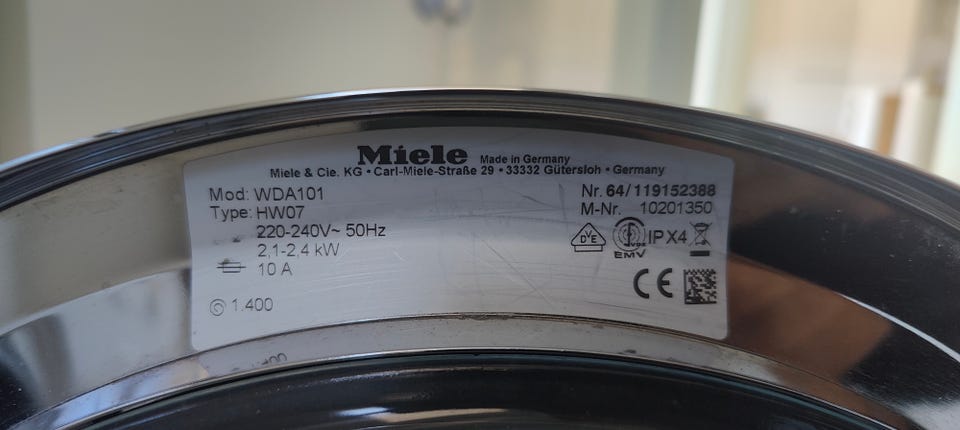 Miele Made in Germany
Miele & Cie. KG • Carl-Miele-Straße 29 • 33332 Gütersloh • Germany
Mod: WDA101
Type: HW07
220-240V~ 50Hz
2,1-2,4 kW
10 A
1.400
Nr. 64/119152388
M-Nr. 10201350
DVE IPX4
EMV
CE